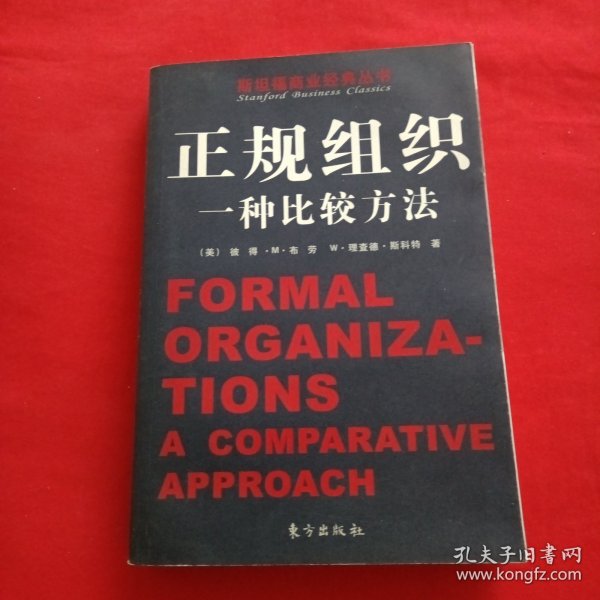 斯坦福商业经典丛书
Stanford Business Classics
正规组织
一种比较方法
（美） 彼 得 ·M·布 劳 W·理查德·斯科特 著
FORMAL
ORGANIZA-
TIONS
A COMPARATIVE
APPROACH
东方出版社
孔夫子旧书网
www.kongfz.com